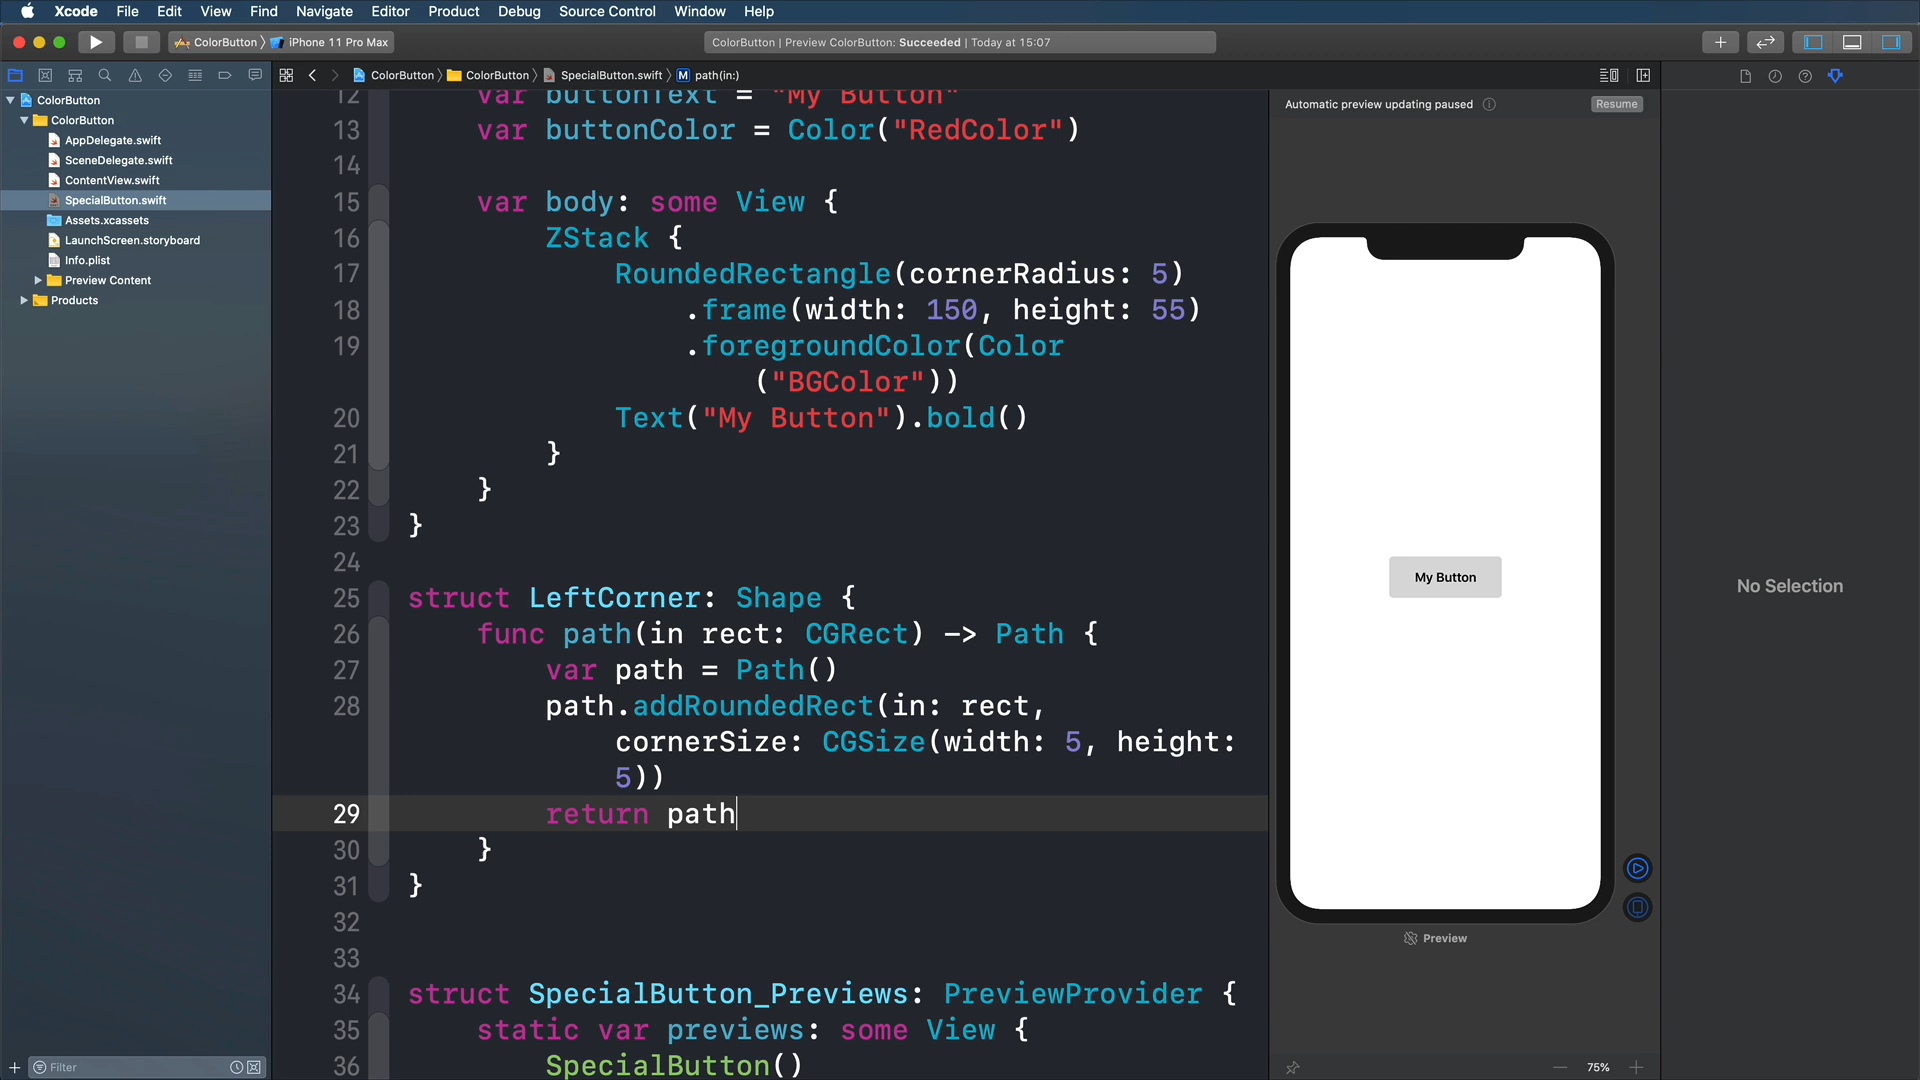 Xcode File Edit View Find Navigate Editor Product Debug Source Control Window Help
ColorButton iPhone 11 Pro Max
ColorButton | Preview ColorButton: Succeeded | Today at 15:07
ColorButton ColorButton SpecialButton.swift M path(in:)
ColorButton
ColorButton
AppDelegate.swift
SceneDelegate.swift
ContentView.swift
SpecialButton.swift
Assets.xcassets
LaunchScreen.storyboard
Info.plist
Preview Content
Products
Filter
12 var buttonText = "My Button"
13 var buttonColor = Color("RedColor")
14
15 var body: some View {
16 ZStack {
17 RoundedRectangle(cornerRadius: 5)
18 .frame(width: 150, height: 55)
19 .foregroundColor(Color
("BGColor"))
20 Text("My Button").bold()
21 }
22 }
23 }
24
25 struct LeftCorner: Shape {
26 func path(in rect: CGRect) -> Path {
27 var path = Path()
28 path.addRoundedRect(in: rect,
cornerSize: CGSize(width: 5, height:
5))
29 return path
30 }
31 }
32
33
34 struct SpecialButton_Previews: PreviewProvider {
35 static var previews: some View {
36 SpecialButton()
Automatic preview updating paused
Resume
My Button
Preview
75%
No Selection